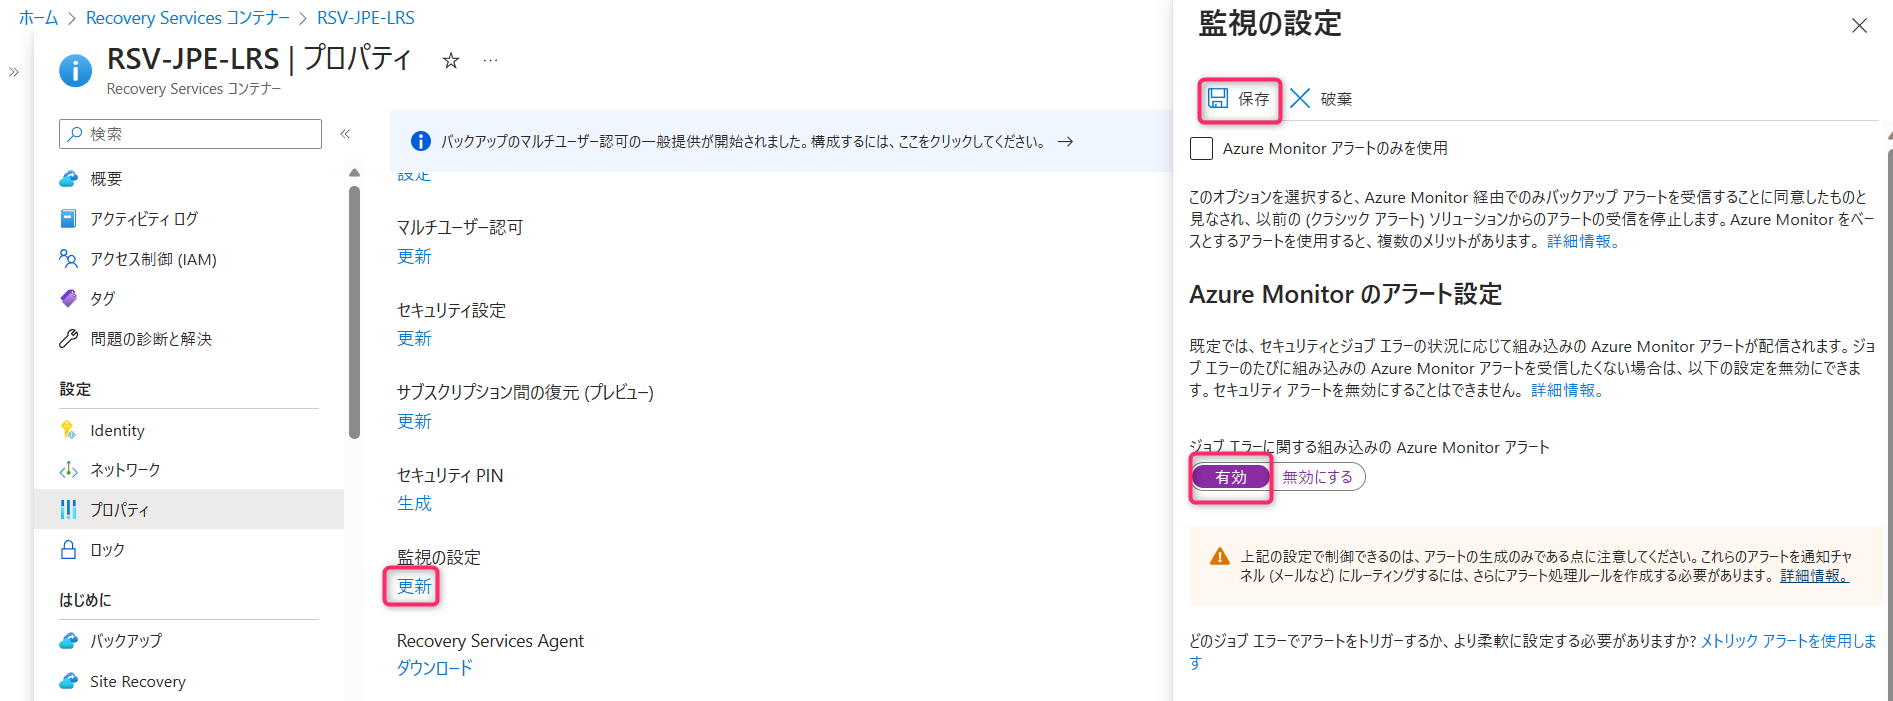 ホーム > Recovery Services コンテナー > RSV-JPE-LRS
RSV-JPE-LRS | プロパティ
Recovery Services コンテナー
検索
概要
アクティビティ ログ
アクセス制御 (IAM)
タグ
問題の診断と解決
設定
Identity
ネットワーク
プロパティ
ロック
はじめに
バックアップ
Site Recovery
バックアップのマルチユーザー認可の一般提供が開始されました。構成するには、ここをクリックしてください。 →
設定
マルチユーザー認可
更新
セキュリティ設定
更新
サブスクリプション間の復元 (プレビュー)
更新
セキュリティ PIN
生成
監視の設定
更新
Recovery Services Agent
ダウンロード
監視の設定
保存 破棄
Azure Monitor アラートのみを使用
このオプションを選択すると、Azure Monitor 経由でのみバックアップ アラートを受信することに同意したものと
見なされ、以前の (クラシック アラート) ソリューションからのアラートの受信を停止します。Azure Monitor をベー
スとするアラートを使用すると、複数のメリットがあります。 詳細情報。
Azure Monitor のアラート設定
既定では、セキュリティとジョブ エラーの状況に応じて組み込みの Azure Monitor アラートが配信されます。ジョ
ブ エラーのたびに組み込みの Azure Monitor アラートを受信したくない場合は、以下の設定を無効にできま
す。セキュリティ アラートを無効にすることはできません。 詳細情報。
ジョブ エラーに関する組み込みの Azure Monitor アラート
有効 無効にする
上記の設定で制御できるのは、アラートの生成のみである点に注意してください。これらのアラートを通知チャ
ネル (メールなど) にルーティングするには、さらにアラート処理ルールを作成する必要があります。 詳細情報。
どのジョブ エラーでアラートをトリガーするか、より柔軟に設定する必要がありますか? メトリック アラートを使用しま
す